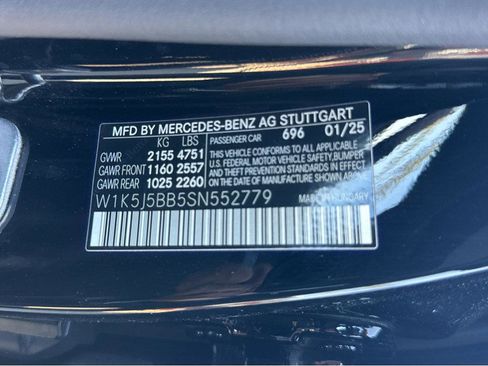 MFD BY MERCEDES-BENZ AG STUTTGART
KG LBS PASSENGER CAR 696 01/25
GVWR 2155 4751 THIS VEHICLE CONFORMS TO ALL APPLICABLE
GAWR FRONT 1160 2557 U.S. FEDERAL MOTOR VEHICLE SAFETY, BUMPER
GAWR REAR 1025 2260 AND THEFT PREVENTION STANDARDS IN EFFECT
ON THE DATE OF MANUFACTURE SHOWN ABOVE.
W1K5J5BB5SN552779 MADE IN HUNGARY